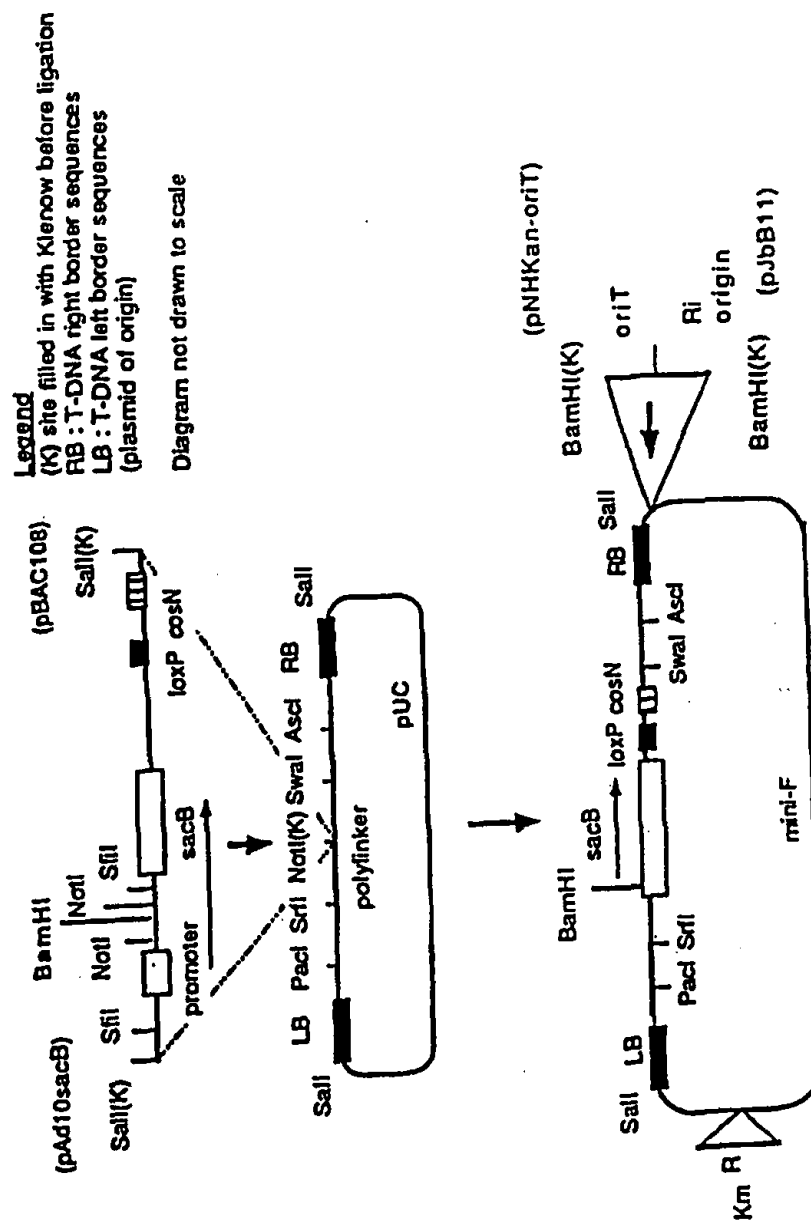 Legend
(K) site filled in with Klenow before ligation
RB : T-DNA right border sequences
LB : T-DNA left border sequences
(plasmid of origin)
Diagram not drawn to scale
(pAd10sacB)
(pBAC108)
SalI(K)
SfiI
NotI
BamHI
NotI
SfiI
SalI(K)
promoter
sacB
loxP cosN
SalI
LB
PacI SrfI NotI(K) SwaI AscI
RB
SalI
polylinker
pUC
BamHI
sacB
SalI
LB
PacI SrfI
loxP cosN
SwaI AscI
RB
SalI
Km R
mini-F
BamHI(K)
(pNHKan-oriT)
oriT
Ri
origin
BamHI(K)
(pJbB11)